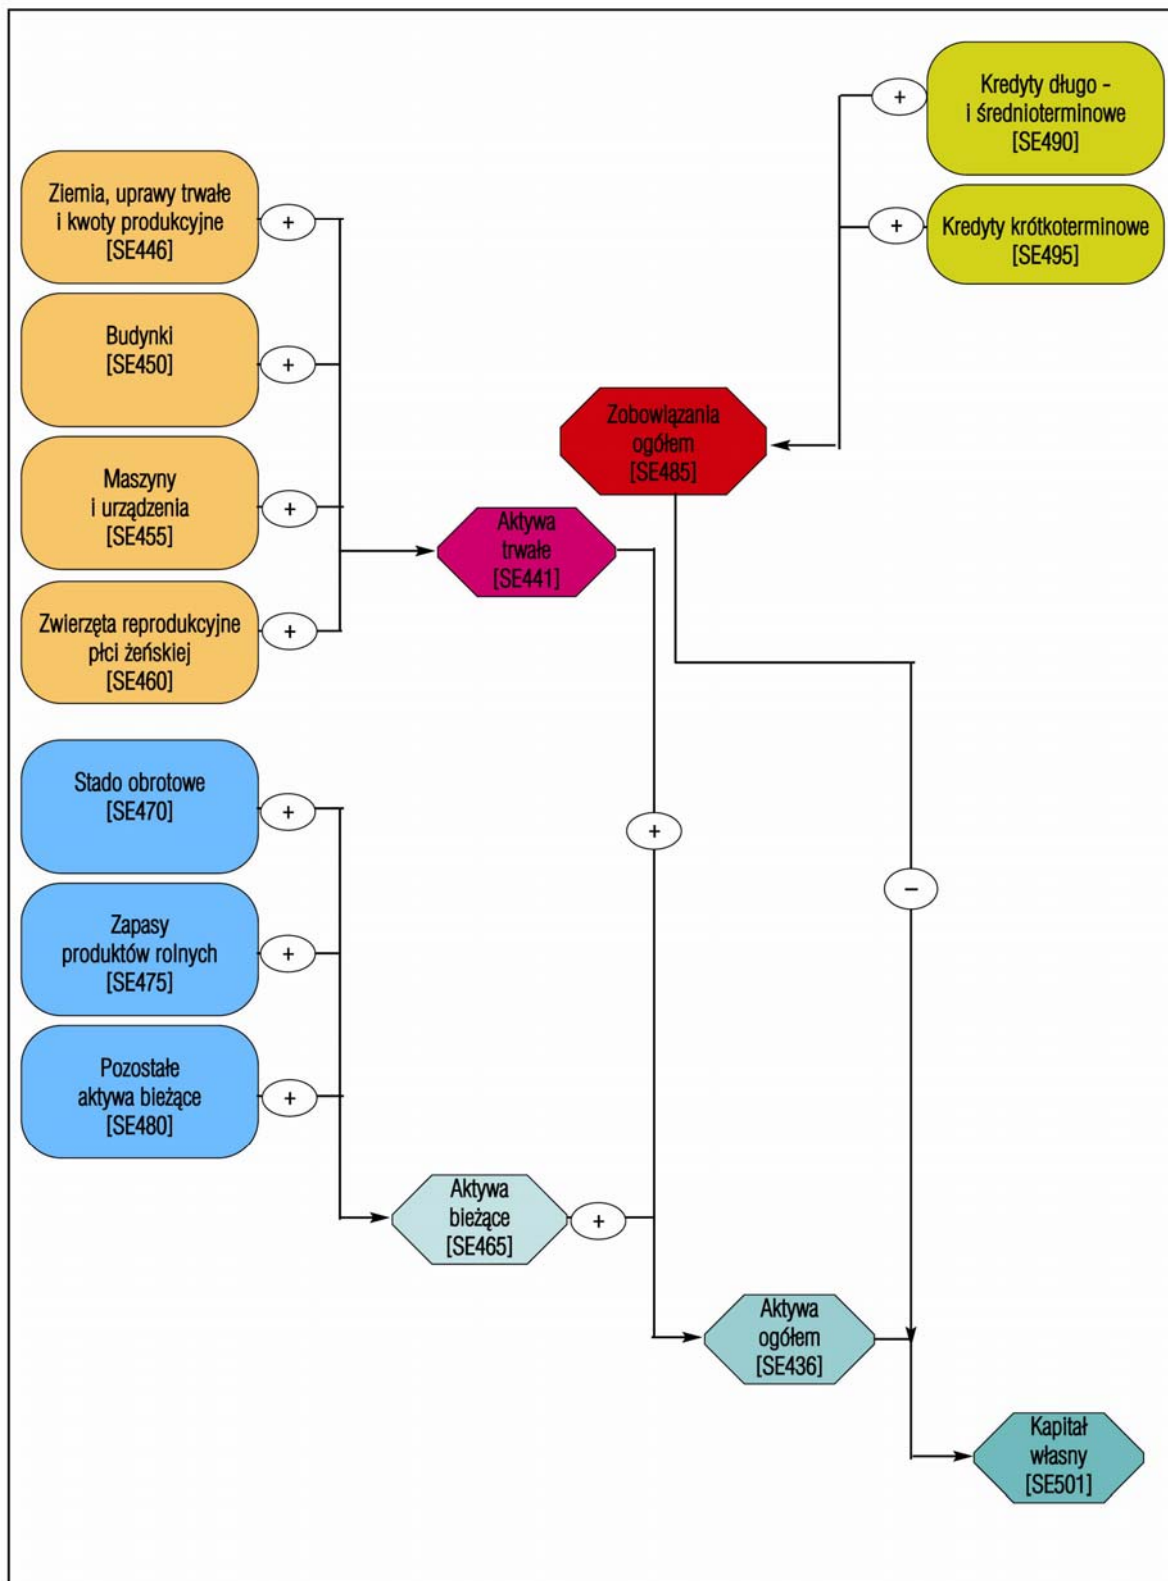 Kredyty długo -
i średnioterminowe
[SE490]
+
Ziemia, uprawy trwałe
i kwoty produkcyjne
[SE446]
+
Kredyty krótkoterminowe
[SE495]
+
Budynki
[SE450]
+
Zobowiązania
ogółem
[SE485]
Maszyny
i urządzenia
[SE455]
+
Aktywa
trwałe
[SE441]
Zwierzęta reprodukcyjne
płci żeńskiej
[SE460]
+
Stado obrotowe
[SE470]
+
+
–
Zapasy
produktów rolnych
[SE475]
+
Pozostałe
aktywa bieżące
[SE480]
+
Aktywa
bieżące
[SE465]
+
Aktywa
ogółem
[SE436]
Kapitał
własny
[SE501]